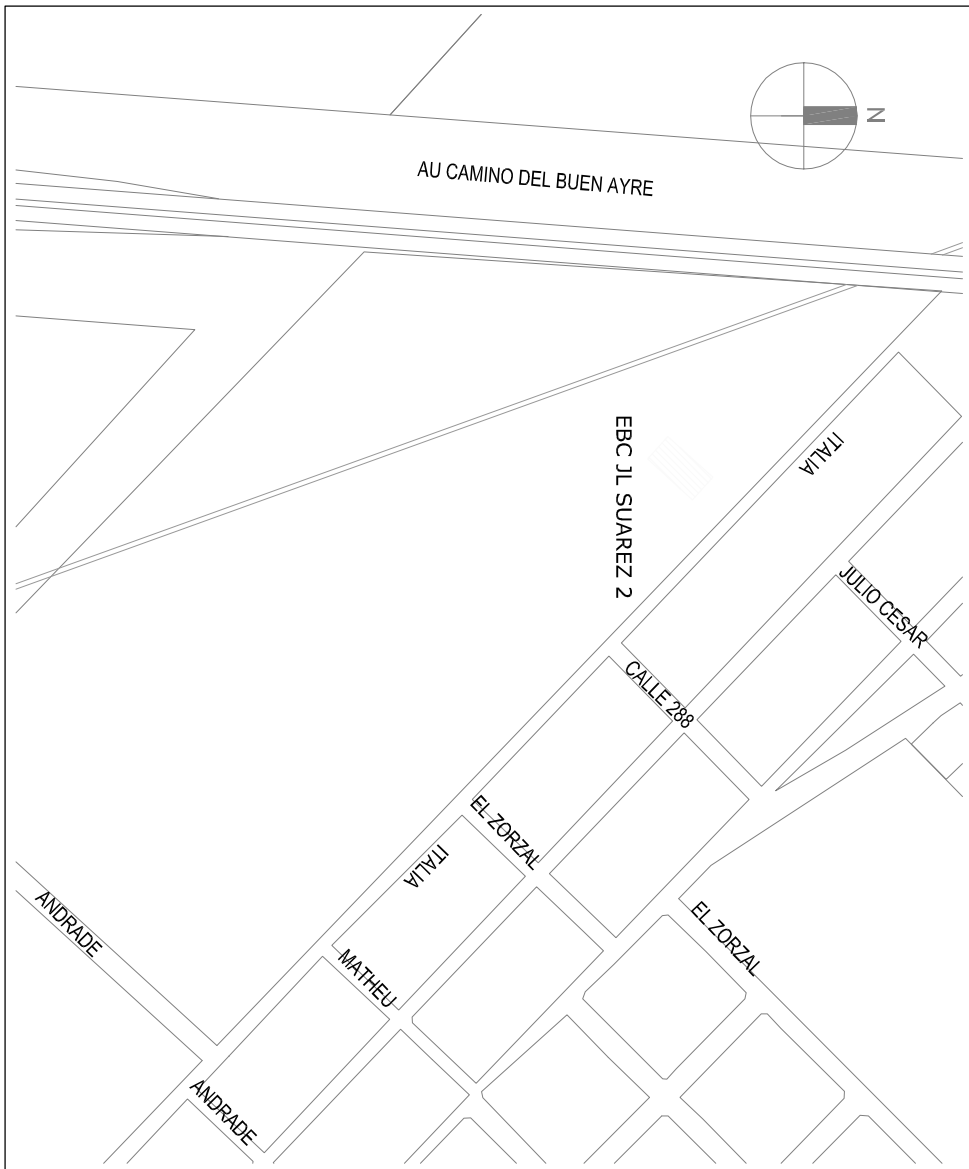 N
AU CAMINO DEL BUEN AYRE
EBC JL SUAREZ 2
ITALIA
JULIO CESAR
CALLE 288
EL ZORZAL
ITALIA
ANDRADE
EL ZORZAL
MATHEU
ANDRADE